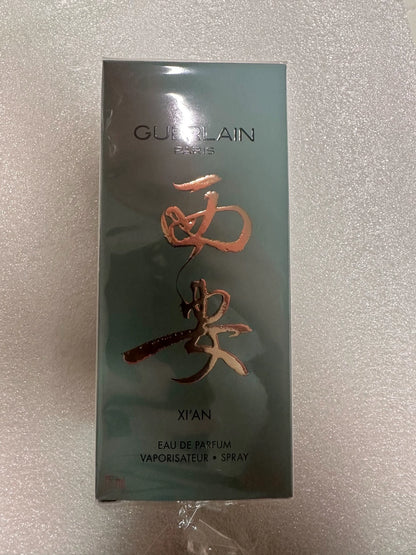 GUERLAIN
PARIS
西
安
XI'AN
EAU DE PARFUM
VAPORISATEUR • SPRAY